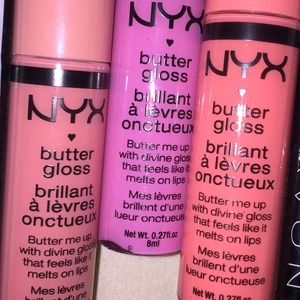 NYX
butter
gloss
brillant
à lèvres
onctueux
Butter me up
with divine gloss
that feels like it
melts on lips
Mes lèvres
brillent d'une
NYX
butter
gloss
brillant
à lèvres
onctueux
Butter me up
with divine gloss
that feels like it
melts on lips
Mes lèvres
brillent d'une
lueur onctueuse
Net Wt. 0.27fl.oz
8ml
NYX
butter
gloss
brillant
à lèvres
onctueux
Butter me up
with divine gloss
that feels like it
melts on lips
Mes lèvres
brillent d'une
lueur onctueuse